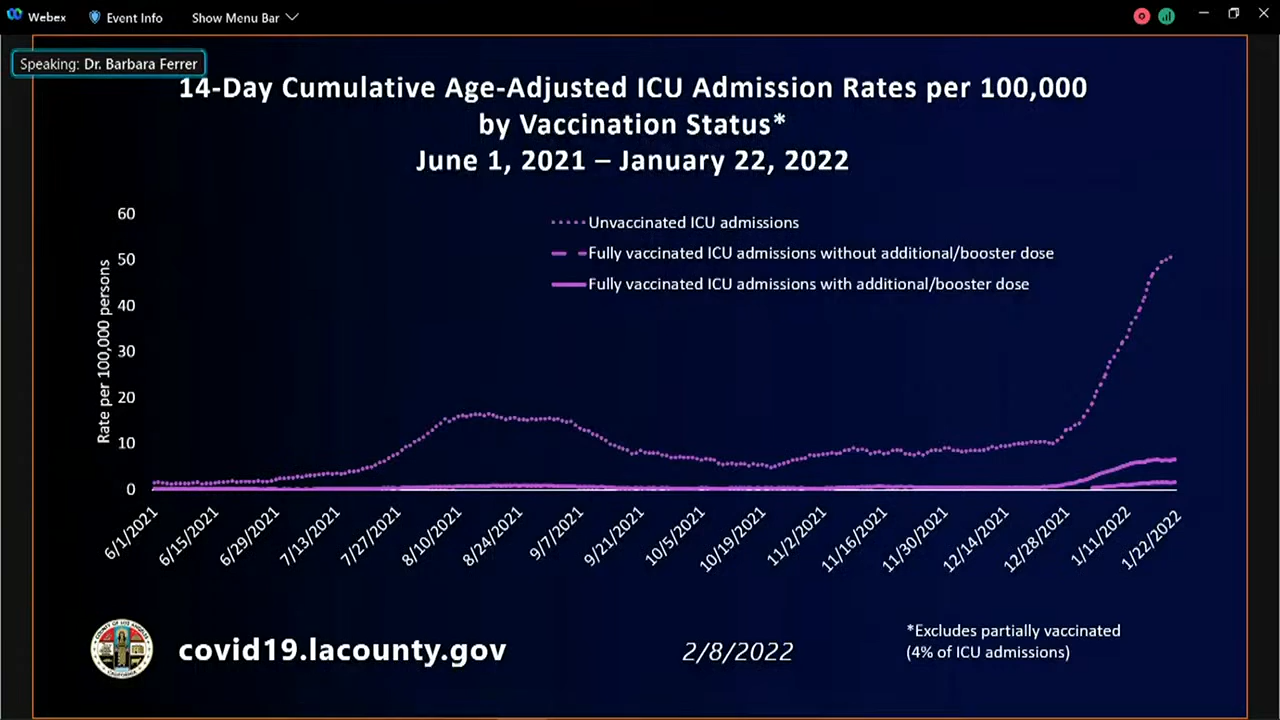 Webex
Event Info
Show Menu Bar
Speaking: Dr. Barbara Ferrer
14-Day Cumulative Age-Adjusted ICU Admission Rates per 100,000
by Vaccination Status*
June 1, 2021 – January 22, 2022
Unvaccinated ICU admissions
Fully vaccinated ICU admissions without additional/booster dose
Fully vaccinated ICU admissions with additional/booster dose
Rate per 100,000 persons
60
50
40
30
20
10
0
6/1/2021
6/15/2021
6/29/2021
7/13/2021
7/27/2021
8/10/2021
8/24/2021
9/7/2021
9/21/2021
10/5/2021
10/19/2021
11/2/2021
11/16/2021
11/30/2021
12/14/2021
12/28/2021
1/11/2022
1/22/2022
covid19.lacounty.gov
2/8/2022
*Excludes partially vaccinated
(4% of ICU admissions)